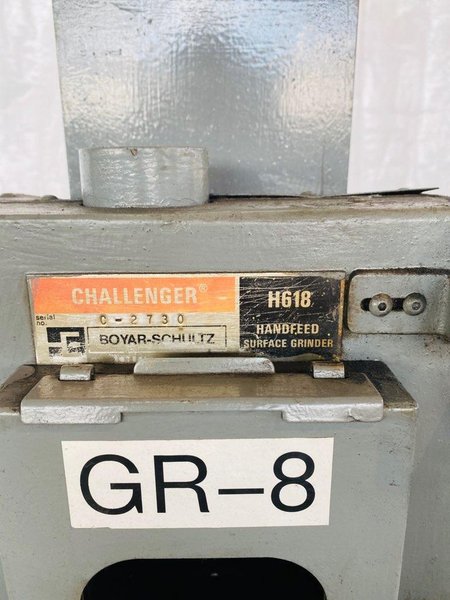 CHALLENGER®
H618
serial no. C-2730
HANDFEED
BOYAR-SCHULTZ
SURFACE GRINDER
GR-8